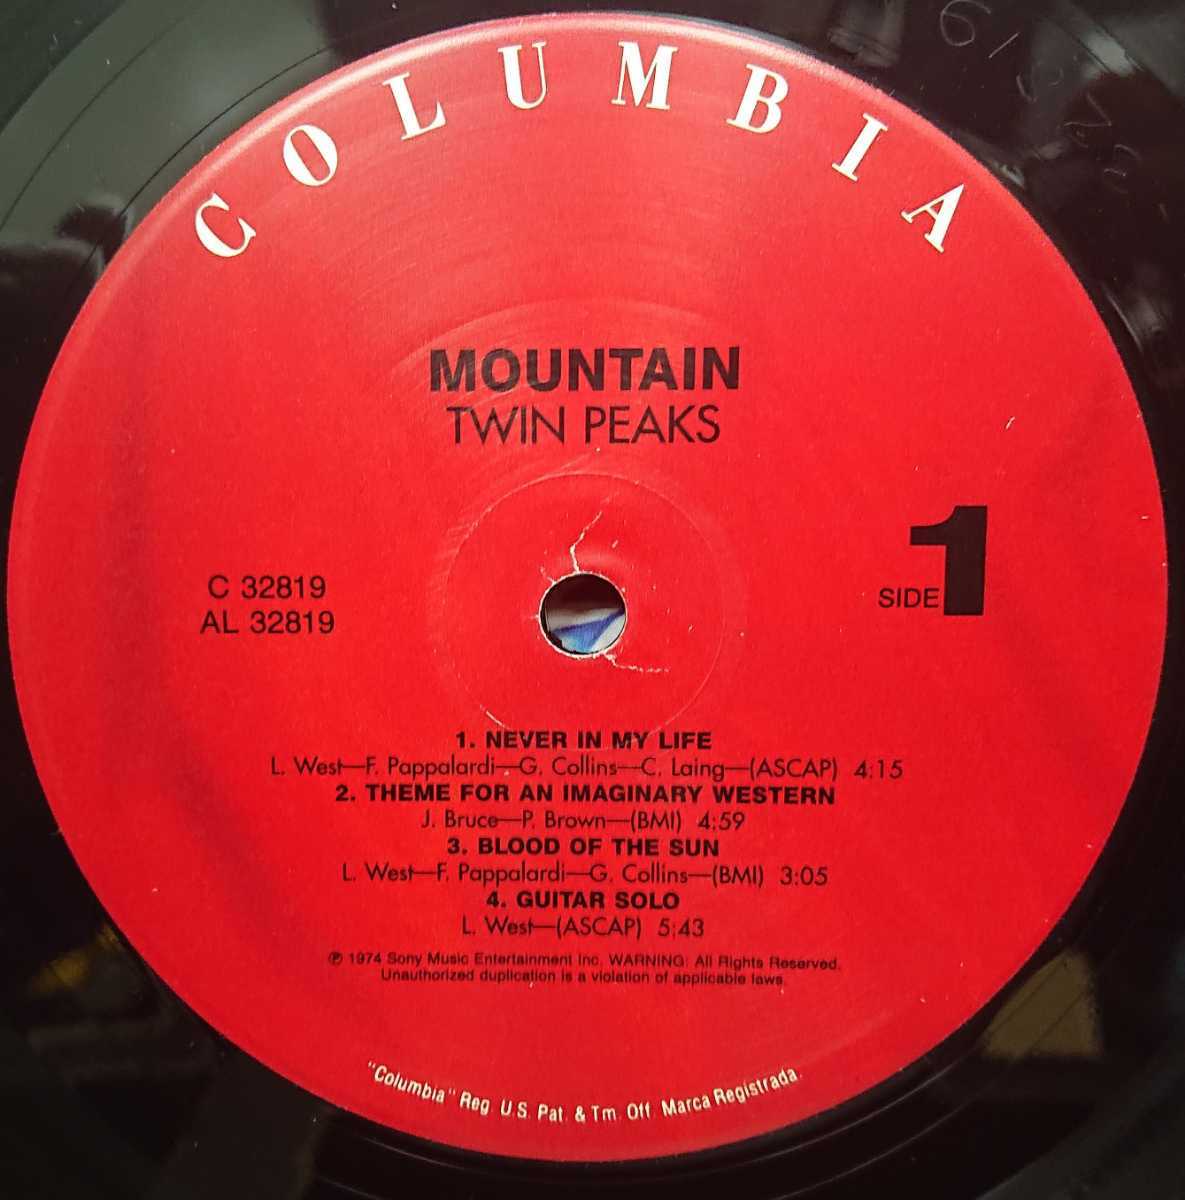 COLUMBIA
MOUNTAIN
TWIN PEAKS
C 32819
AL 32819
SIDE 1
1. NEVER IN MY LIFE
L. West—F. Pappalardi—G. Collins—C. Laing—(ASCAP) 4:15
2. THEME FOR AN IMAGINARY WESTERN
J. Bruce—P. Brown—(BMI) 4:59
3. BLOOD OF THE SUN
L. West—F. Pappalardi—G. Collins—(BMI) 3:05
4. GUITAR SOLO
L. West—(ASCAP) 5:43
℗ 1974 Sony Music Entertainment Inc. WARNING: All Rights Reserved.
Unauthorized duplication is a violation of applicable laws.
"Columbia" Reg. U.S. Pat. & Tm. Off. Marca Registrada.